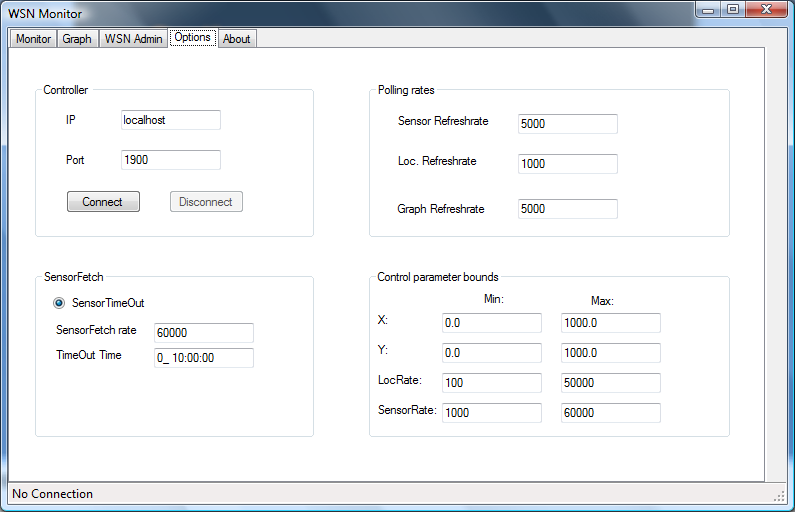 WSN Monitor
Monitor Graph WSN Admin Options About
Controller
IP localhost
Port 1900
Connect Disconnect
Polling rates
Sensor Refreshrate 5000
Loc. Refreshrate 1000
Graph Refreshrate 5000
SensorFetch
SensorTimeOut
SensorFetch rate 60000
TimeOut Time 0_ 10:00:00
Control parameter bounds
Min: Max:
X: 0.0 1000.0
Y: 0.0 1000.0
LocRate: 100 50000
SensorRate: 1000 60000
No Connection